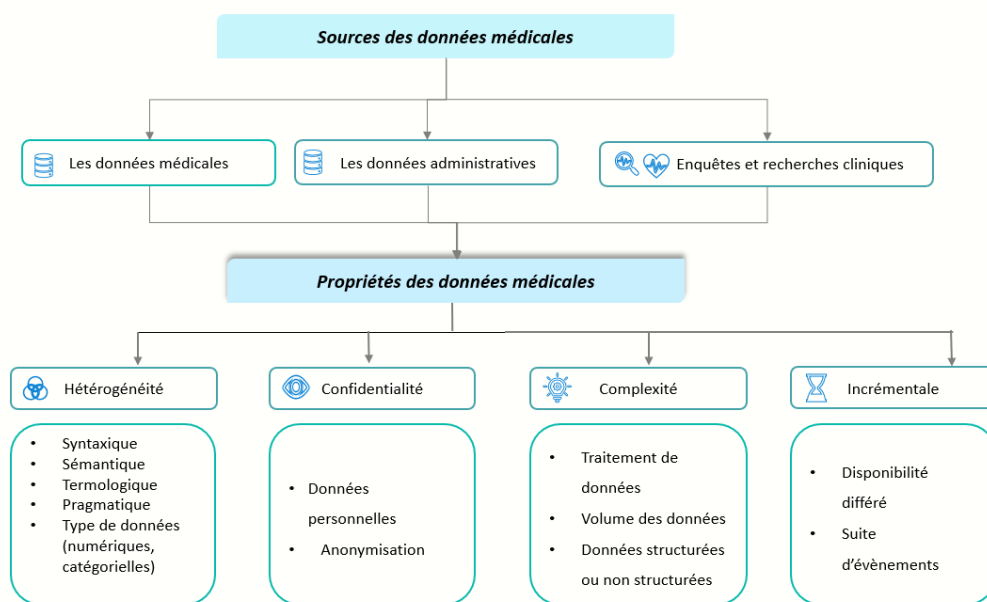 Sources des données médicales
Les données médicales
Les données administratives
Enquêtes et recherches cliniques
Propriétés des données médicales
Hétérogénéité
Confidentialité
Complexité
Incrémentale
• Syntaxique
• Sémantique
• Termologique
• Pragmatique
• Type de données
(numériques,
catégorielles)
• Données
personnelles
• Anonymisation
• Traitement de
données
• Volume des données
• Données structurées
ou non structurées
• Disponibilité
différé
• Suite
d'évènements